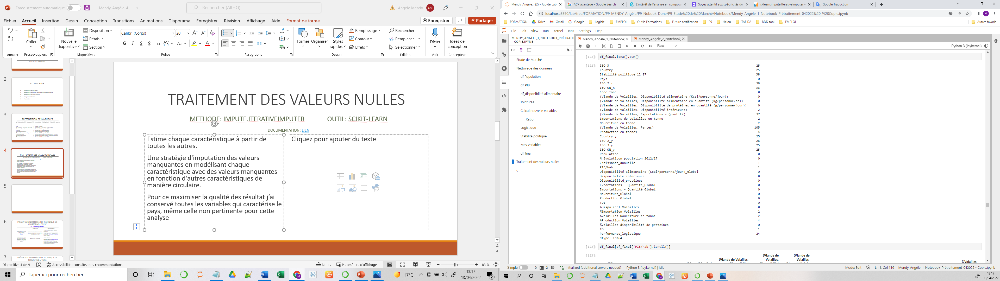 Enregistrement automatique
Mendy_Angèle_4_...
Rechercher (Alt+Q)
Angele Mendy
AM
Fichier
Accueil
Insertion
Dessin
Conception
Transitions
Animations
Diaporama
Enregistrer
Révision
Affichage
Aide
Format de forme
Enregistrer
Partager
Coller
Nouvelle
diapositive
Disposition
Rétablir
Section
Calibri (Corps)
20
G I S S ab AV Aa A
Formes
Organiser
Styles
rapides
Remplissage
Contour
Effets
Rechercher
Remplacer
Sélectionner
Dicter
Idées de
conception
Annuler
Presse-papiers
Diapositives
Police
Paragraphe
Dessin
Édition
Voix
Concepteur
ETUDE DE MARCHE
2
SOMMAIRE
3
PRESENTATION DES VARIABLES
4
TRAITEMENT DES VALEURS NULLES
5
6
PRÉSENTATION DIFFÉRENTES TECHNIQUE DE
CLUSTERING UTILISÉ
Le Dendogramme
7
PRÉSENTATION DIFFÉRENTES TECHNIQUE DE
CLUSTERING UTILISÉ
TRAITEMENT DES VALEURS NULLES
METHODE: IMPUTE.ITERATIVEIMPUTER OUTIL: SCIKIT-LEARN
DOCUMENTATION: LIEN
Estime chaque caractéristique à partir de
toutes les autres.
Une stratégie d'imputation des valeurs
manquantes en modélisant chaque
caractéristique avec des valeurs manquantes
en fonction d'autres caractéristiques de
manière circulaire.
Pour ce maximiser la qualité des résultat j'ai
conservé toutes les variables qui caractérise le
pays, même celle non pertinente pour cette
analyse
Cliquez pour ajouter du texte
Diapositive 4 de 9
Accessibilité : consultez nos recommandations
Notes
Paramètres d'affichage
83 %
Taper ici pour rechercher
17°C
13:17
13/04/2022
2
Mendy_Angèle... (2) - JupyterLab
ACP avantage - Google Search
L'intérêt de l'analyse en compos
Soyez attentif aux spécificités de
sklearn.impute.IterativeImputer —
Google Traduction
localhost:8890/lab/tree/FORMATION/P9_MENDY_Angèle/P9_Nobook_Done/P9_Etude%20de%20Marché/Notebook/Mendy_Angèle_1_Notebook_Prétraitement_042022%20-%20Copie.ipynb
FORMATION
Drive
Gmail
Google
Logiciel
EMPLOI
Outils Formations
Future certification
P9
Helou
TAF DA
BDD tool
EMPLOI
Autres favoris
File Edit View Run Kernel Tabs Settings Help
MENDY_ANGÈLE_1_NOTEBOOK_PRÉTRAIT
- COPIE.IPYNB
Etude de Marché
Nettoyage des données
df Population
df_PIB
df_disponibilité alimentaire
Jointures
Calcul nouvelle variables
Ratio
Logistique
Stabilité politique
Mes Variables
df_final
Traitement des valeurs nulles
df
Mendy_Angèle_1_Notebook_
Mendy_Angele_2_Notebook_
Raw
Python 3 (ipykernel)
[122]: df_final.isna().sum()
[122]: ISO 3 25
Country 25
Stabilité_politique_12_17 38
Pays 0
ISO 2_x 39
ISO ON_x 38
Code zone 0
(Viande de Volailles, Disponibilité alimentaire (Kcal/personne/jour)) 0
(Viande de Volailles, Disponibilité alimentaire en quantité (kg/personne/an)) 0
(Viande de Volailles, Disponibilité de protéines en quantité (g/personne/jour)) 0
(Viande de Volailles, Disponibilité intérieure) 2
(Viande de Volailles, Exportations - Quantité) 37
Importations de Volailles en tonne 2
Nourriture en tonne 2
(Viande de Volailles, Pertes) 105
Production en tonnes 4
Country_y 25
ISO 2_y 26
ISO 3_y 25
ISO ON_y 25
Population 0
%_Evolutipon_population_2012/17 0
Croissance_annuelle 1
PIB/hab 1
Disponibilité alimentaire (Kcal/personne/jour)_Global 0
Disponibilité_intérieure 0
Disponibilité_protéines 0
Exportations - Quantité_Global 0
Importations - Quantité_Global 0
Nourriture_Global 0
Production_Global 0
TDI 0
%Dispo_Kcal_Volailles 0
%Importation_Volailles 2
%Volailles Nourriture en tonne 2
%Production_Volailles 4
%Volailles disponibilité de proteines 0
TO 1
Performance_logistique 24
dtype: int64
[123]: df_final[df_final['PIB/hab'].isnull()]
[123]:
(Viande de Volailles,
(Viande de
Volailles,
(Viande de
Volailles,
%Volailles
Simple
0
2
Initialized (additional servers needed)
Python 3 (ipykernel) | Idle
Mode: Edit
Ln 1, Col 119
Mendy_Angèle_1_Notebook_Prétraitement_042022 - Copie.ipynb
13:17
13/04/2022